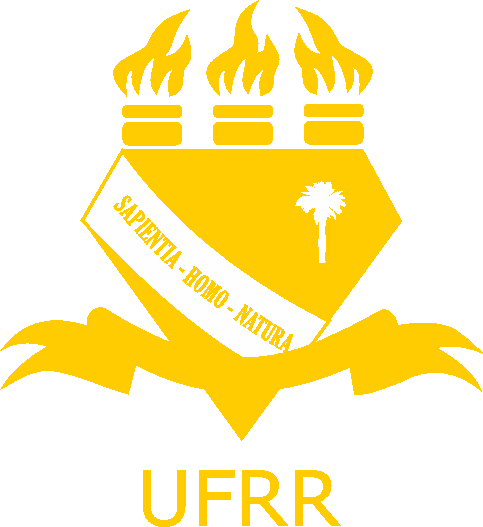 SAPIENTIA - HOMO - NATURA
UFRR